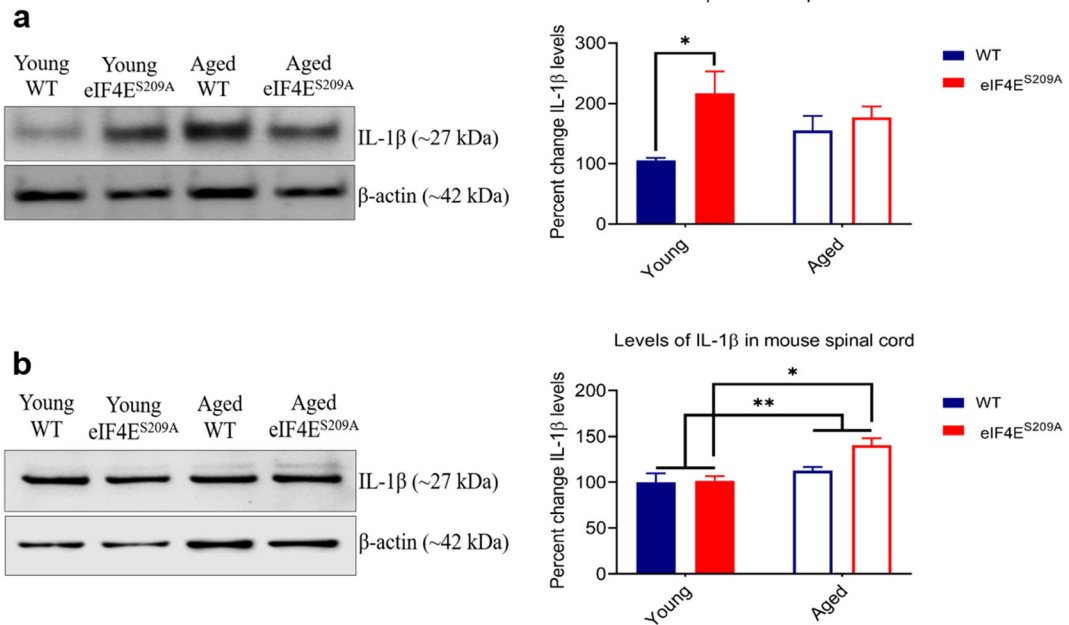 a
Young Young Aged Aged
WT eIF4E^S209A WT eIF4E^S209A
IL-1β (~27 kDa)
β-actin (~42 kDa)
Percent change IL-1β levels
300
200
100
0
*
Young
Aged
WT
eIF4E^S209A
b
Young Young Aged Aged
WT eIF4E^S209A WT eIF4E^S209A
IL-1β (~27 kDa)
β-actin (~42 kDa)
Levels of IL-1β in mouse spinal cord
Percent change IL-1β levels
200
150
100
50
0
*
**
Young
Aged
WT
eIF4E^S209A